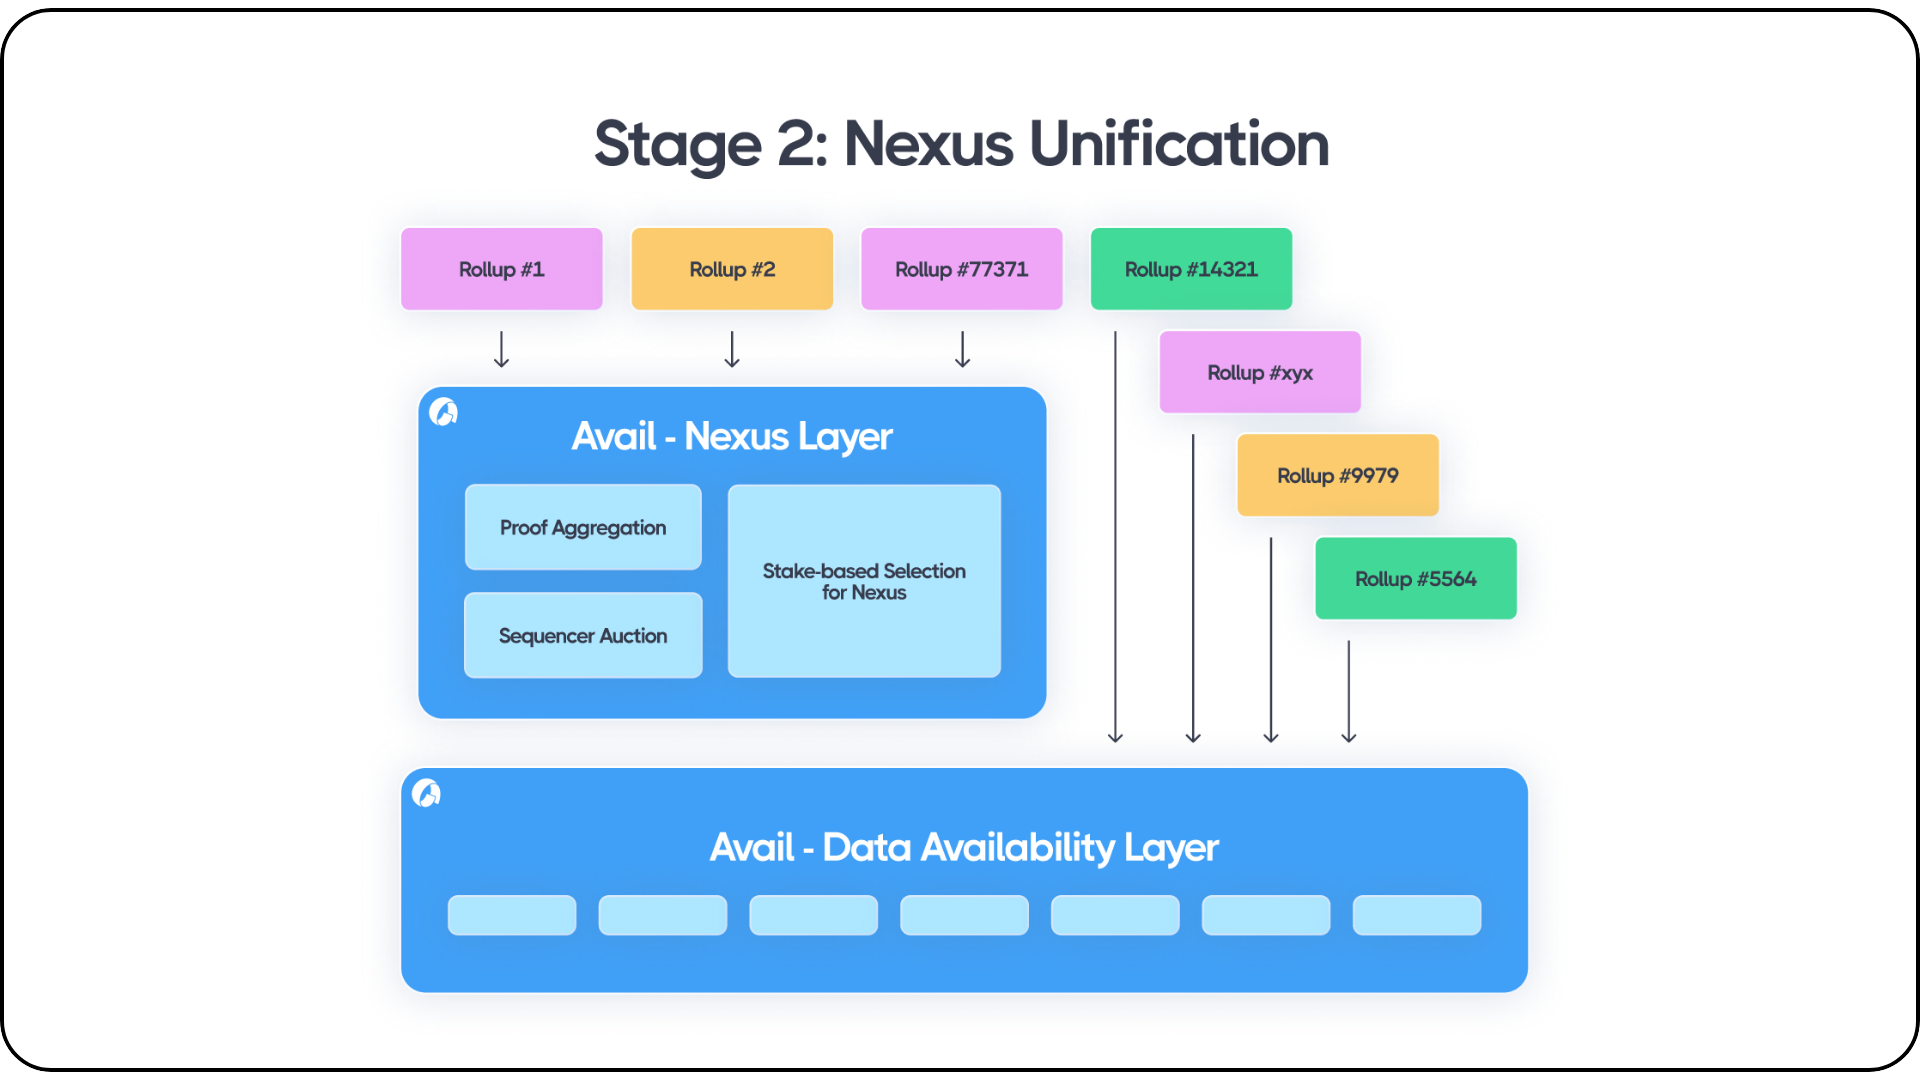 Stage 2: Nexus Unification
Rollup #1
Rollup #2
Rollup #77371
Rollup #14321
Rollup #xyx
Rollup #9979
Rollup #5564
Avail - Nexus Layer
Proof Aggregation
Sequencer Auction
Stake-based Selection
for Nexus
Avail - Data Availability Layer